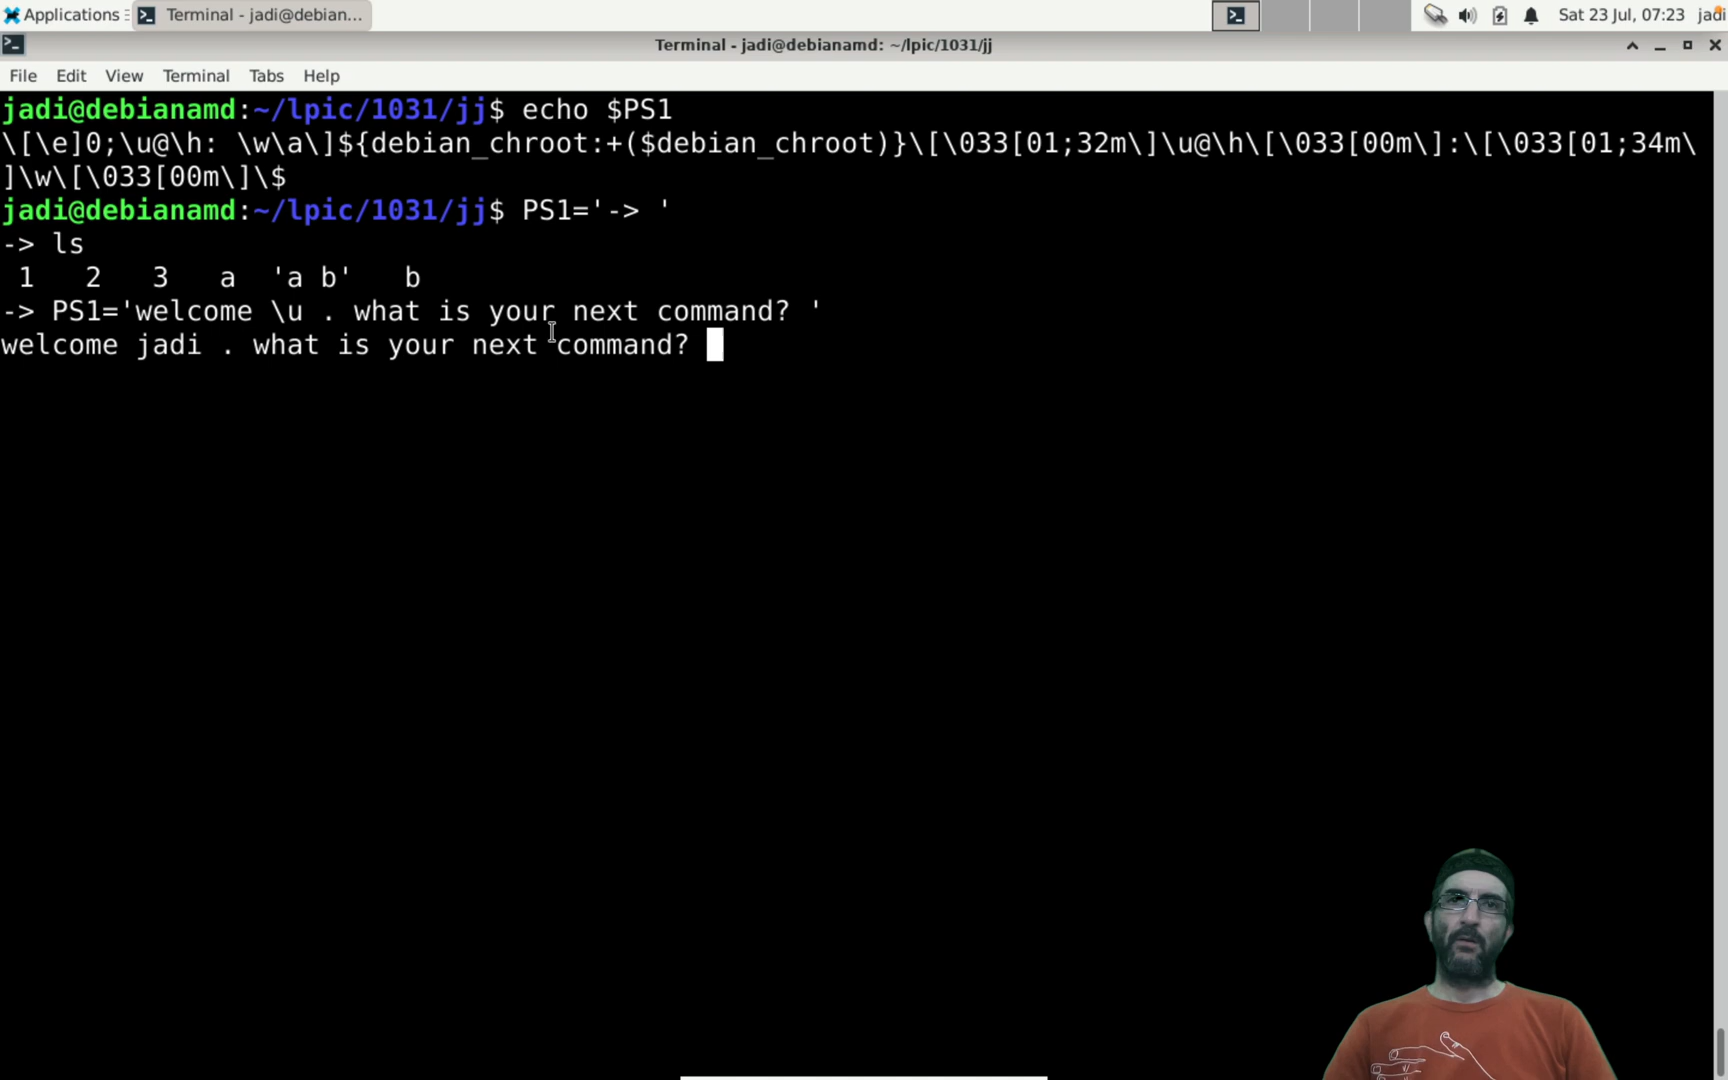 Applications Terminal - jadi@debian... Sat 23 Jul, 07:23 jadi
Terminal - jadi@debianamd: ~/lpic/1031/jj
File Edit View Terminal Tabs Help
jadi@debianamd:~/lpic/1031/jj$ echo $PS1
\[\e]0;\u@\h: \w\a\]${debian_chroot:+($debian_chroot)}\[\033[01;32m\]\u@\h\[\033[00m\]:\[\033[01;34m\
]\w\[\033[00m\]\$
jadi@debianamd:~/lpic/1031/jj$ PS1='-> '
-> ls
1 2 3 a 'a b' b
-> PS1='welcome \u . what is your next command? '
welcome jadi . what is your next command?